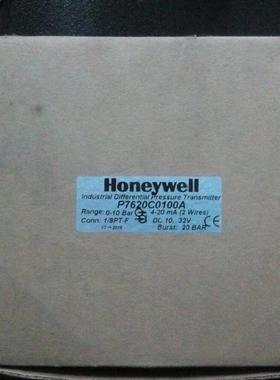 Honeywell
Industrial Differential Pressure Transmitter
P7620C0100A
Range: 0-10 Bar 4-20 mA (2 Wires)
Conn: 1/8PT-F DC 10...32V
Burst: 20 BAR CE